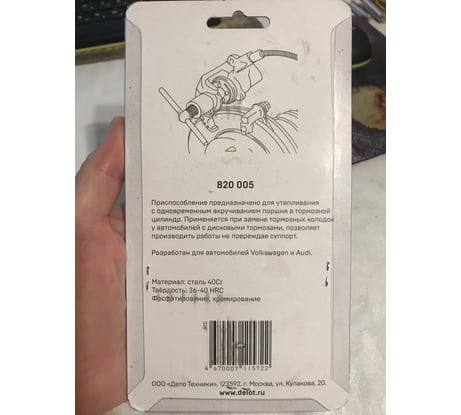 820 005
Приспособление предназначено для утапливания
с одновременным вкручиванием поршня в тормозной
цилиндр. Применяется при замене тормозных колодок
у автомобилей с дисковыми тормозами, позволяет
производить работы не повреждая суппорт.
Разработан для автомобилей Volkswagen и Audi.
Материал: сталь 40Cr
Твёрдость: 36-40 HRC
Фосфатирование, хромирование
4 670007 115722
ООО «Дело Техники», 123592, г. Москва, ул. Кулакова, 20.
www.delot.ru